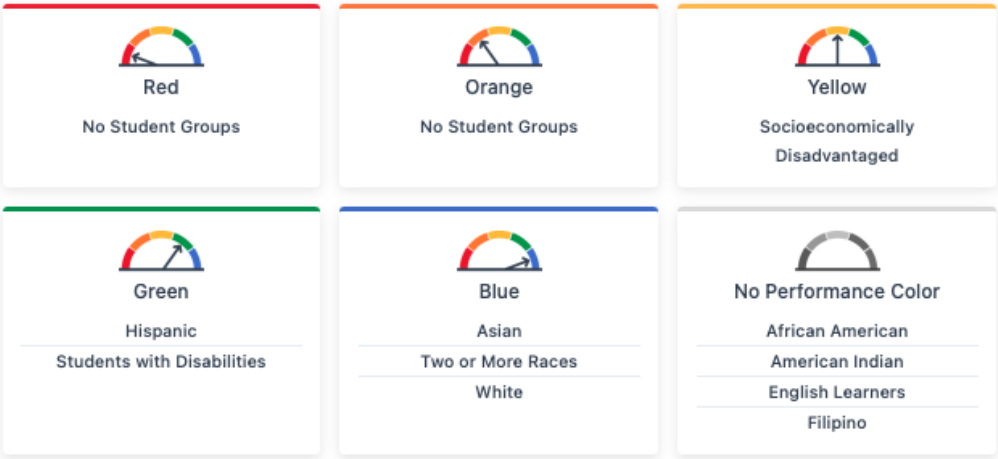 Red
No Student Groups
Orange
No Student Groups
Yellow
Socioeconomically
Disadvantaged
Green
Hispanic
Students with Disabilities
Blue
Asian
Two or More Races
White
No Performance Color
African American
American Indian
English Learners
Filipino